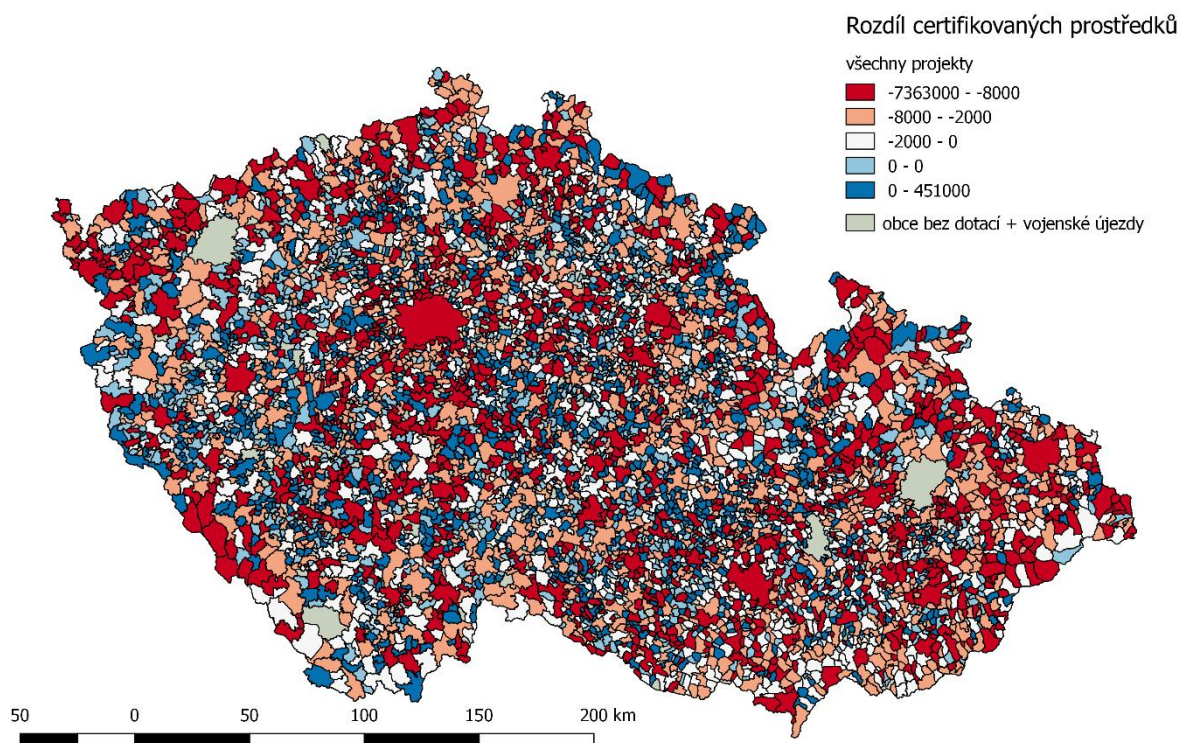 Rozdíl certifikovaných prostředků
všechny projekty
-7363000 - -8000
-8000 - -2000
-2000 - 0
0 - 0
0 - 451000
obce bez dotací + vojenské újezdy
50 0 50 100 150 200 km